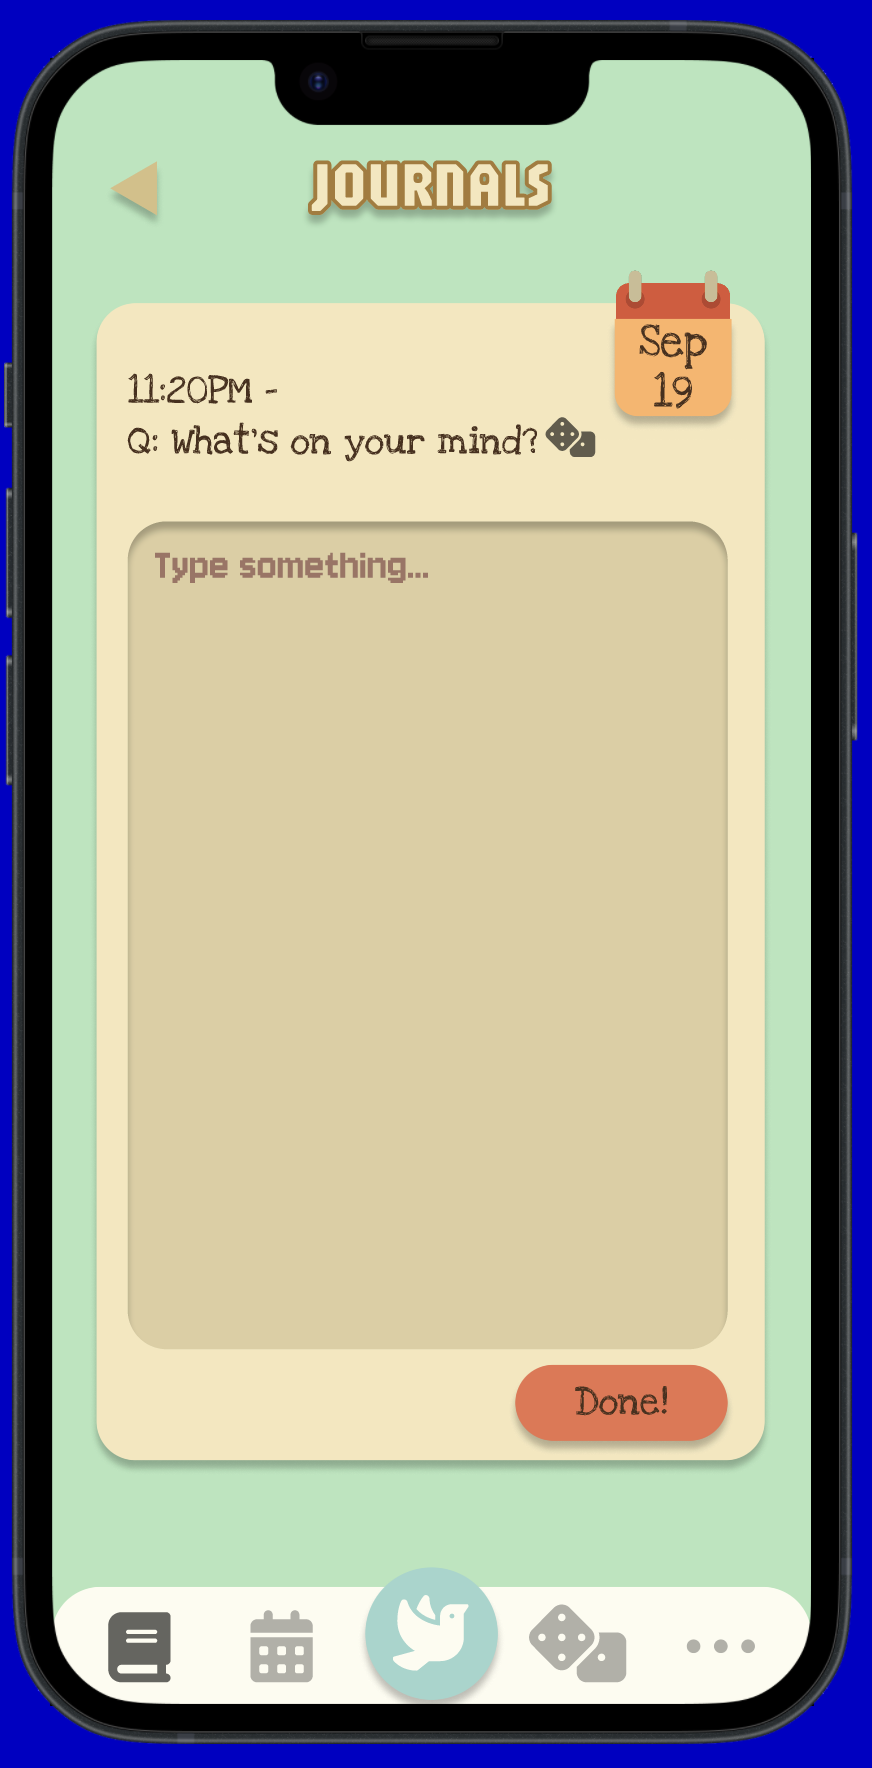 JOURNALS
Sep
19
11:20PM -
Q: What's on your mind?
Type something...
Done!